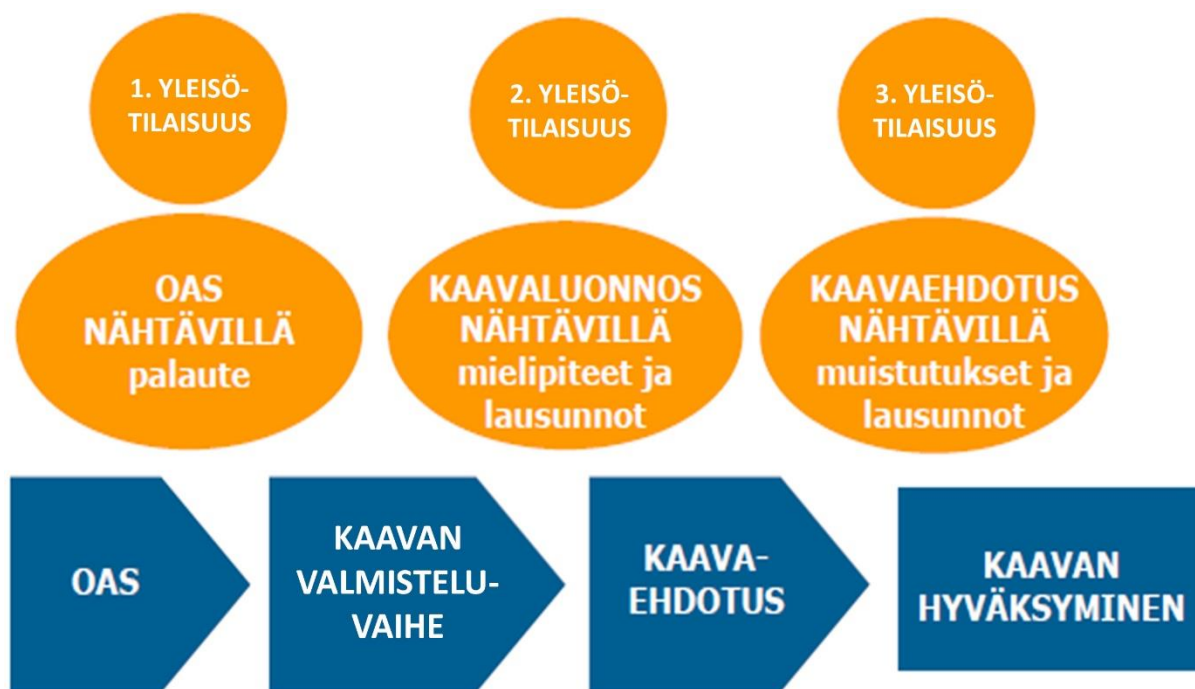 1. YLEISÖ-
TILAISUUS
2. YLEISÖ-
TILAISUUS
3. YLEISÖ-
TILAISUUS
OAS
NÄHTÄVILLÄ
palaute
KAAVALUONNOS
NÄHTÄVILLÄ
mielipiteet ja
lausunnot
KAAVAEHDOTUS
NÄHTÄVILLÄ
muistutukset ja
lausunnot
OAS
KAAVAN
VALMISTELU-
VAIHE
KAAVA-
EHDOTUS
KAAVAN
HYVÄKSYMINEN